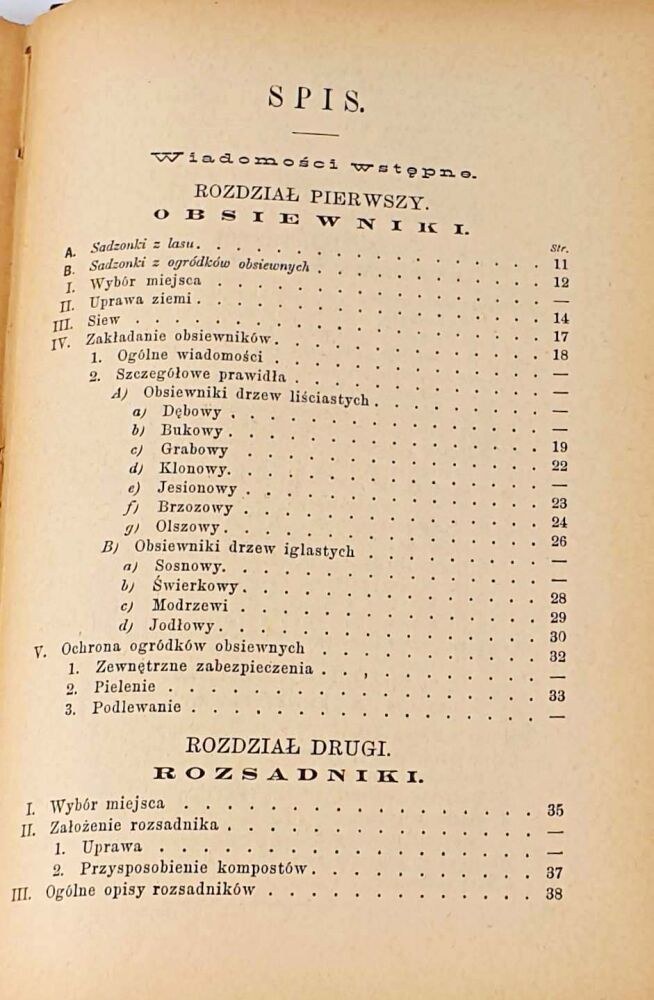 SPIS.
Wiadomości wstępne.
ROZDZIAŁ PIERWSZY.
OBSIEWNIKI.
Str.
A. Sadzonki z lasu . . . . . . . . . . . . . . . 11
B. Sadzonki z ogródków obsiewnych . . . . . . . . . . 12
I. Wybór miejsca . . . . . . . . . . . . . . . —
II. Uprawa ziemi . . . . . . . . . . . . . . . 14
III. Siew . . . . . . . . . . . . . . . . . . 17
IV. Zakładanie obsiewników . . . . . . . . . . . . 18
1. Ogólne wiadomości . . . . . . . . . . . . —
2. Szczegółowe prawidła . . . . . . . . . . . —
A) Obsiewniki drzew liściastych . . . . . . . . —
a) Dębowy . . . . . . . . . . . . . . —
b) Bukowy . . . . . . . . . . . . . . 19
c) Grabowy . . . . . . . . . . . . . 22
d) Klonowy . . . . . . . . . . . . . —
e) Jesionowy . . . . . . . . . . . . . 23
f) Brzozowy . . . . . . . . . . . . . 24
g) Olszowy . . . . . . . . . . . . . . 26
B) Obsiewniki drzew iglastych . . . . . . . . —
a) Sosnowy . . . . . . . . . . . . . . —
b) Świerkowy . . . . . . . . . . . . . 28
c) Modrzewi . . . . . . . . . . . . . 29
d) Jodłowy . . . . . . . . . . . . . . 30
V. Ochrona ogródków obsiewnych . . . . . . . . . . 32
1. Zewnętrzne zabezpieczenia . . . . . . . . . . —
2. Pielenie . . . . . . . . . . . . . . . . 33
3. Podlewanie . . . . . . . . . . . . . . . —
ROZDZIAŁ DRUGI.
ROZSADNIKI.
I. Wybór miejsca . . . . . . . . . . . . . . . 35
II. Założenie rozsadnika . . . . . . . . . . . . . —
1. Uprawa . . . . . . . . . . . . . . . . —
2. Przysposobienie kompostów . . . . . . . . . . 37
III. Ogólne opisy rozsadników . . . . . . . . . . . 38